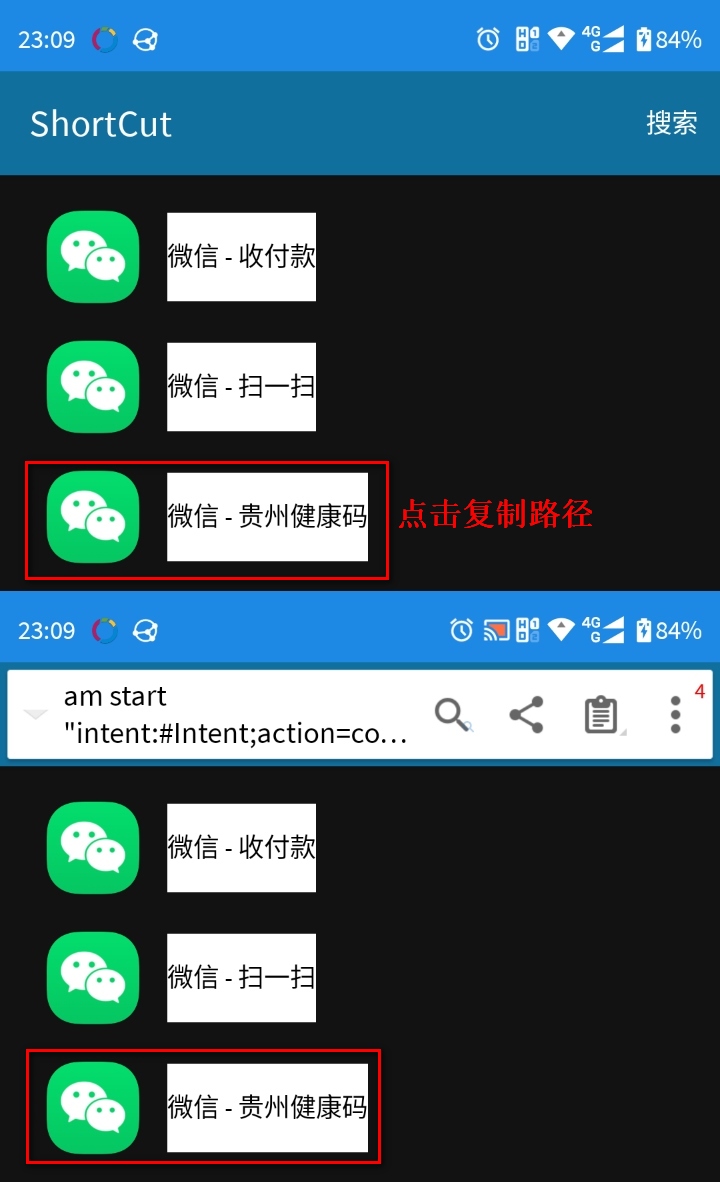 23:09
4G
G
84%
ShortCut
搜索
微信 - 收付款
微信 - 扫一扫
微信 - 贵州健康码
点击复制路径
23:09
4G
G
84%
am start
"intent:#Intent;action=co...
4
微信 - 收付款
微信 - 扫一扫
微信 - 贵州健康码